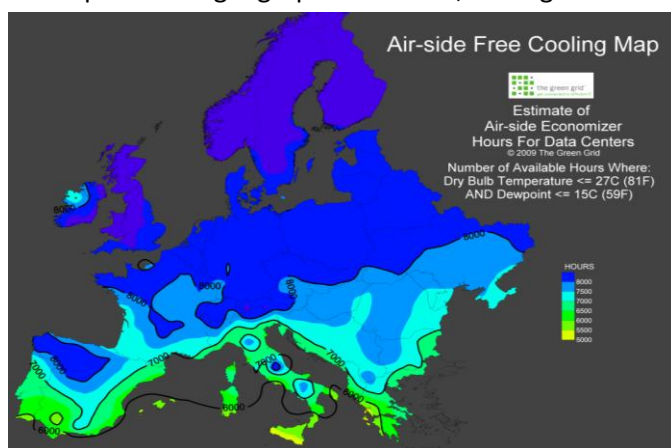 Air-side Free Cooling Map
the green grid
Estimate of
Air-side Economizer
Hours For Data Centers
© 2009 The Green Grid
Number of Available Hours Where:
Dry Bulb Temperature <= 27C (81F)
AND Dewpoint <= 15C (59F)
8000
8000
8000
8000
8000
7000
7000
7000
6000
6000
6000
HOURS
8000
7500
7000
6500
6000
5500
5000